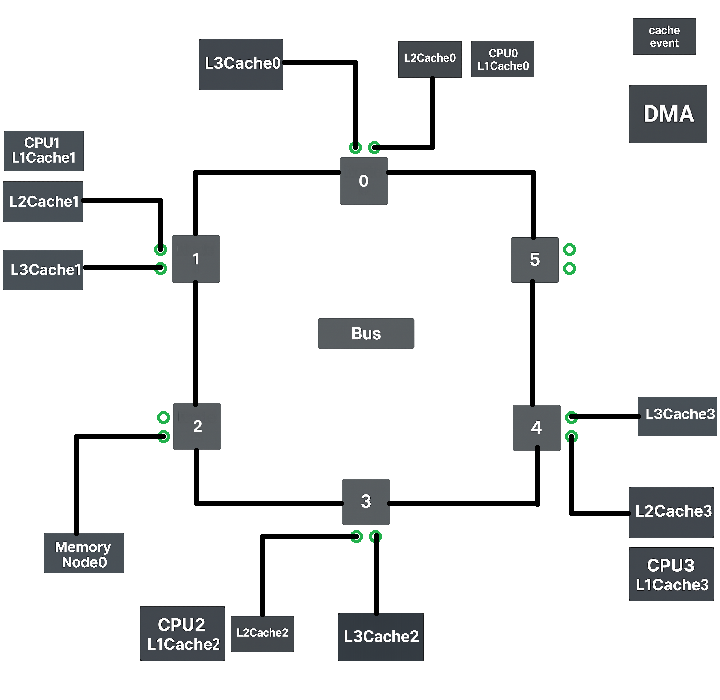 cache
event
L3Cache0
L2Cache0
CPU0
L1Cache0
DMA
CPU1
L1Cache1
0
L2Cache1
L3Cache1
1
5
Bus
2
4
L3Cache3
3
L2Cache3
Memory
Node0
CPU3
L1Cache3
CPU2
L1Cache2
L2Cache2
L3Cache2